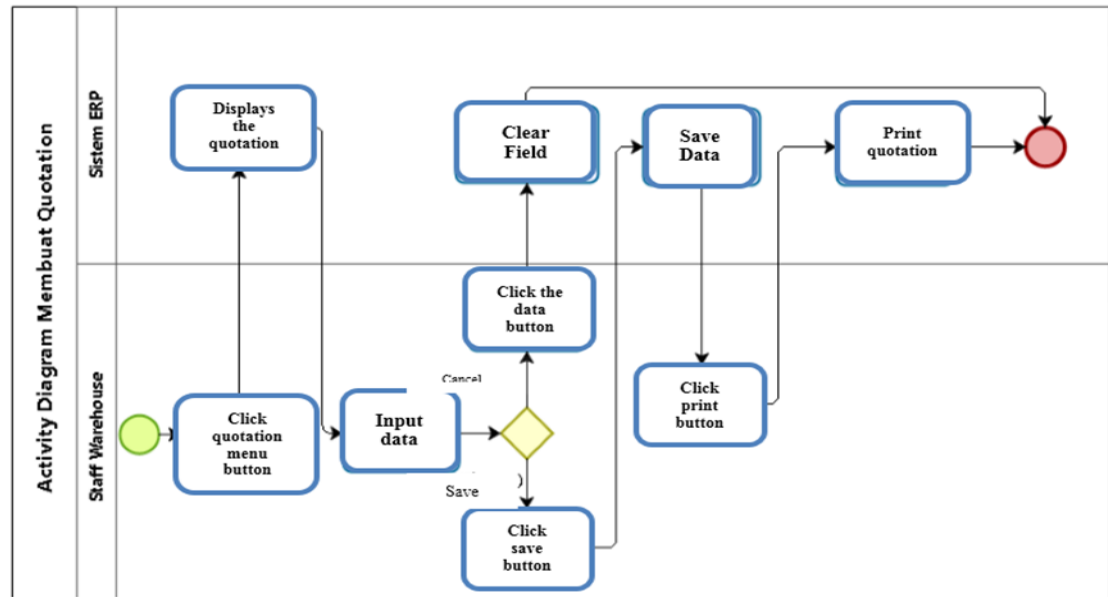 Activity Diagram Membuat Quotation
Sistem ERP
Displays
the
quotation
Clear
Field
Save
Data
Print
quotation
Staff Warehouse
Click
quotation
menu
button
Input
data
Cancel
Click the
data
button
Save
)
Click
save
button
Click
print
button